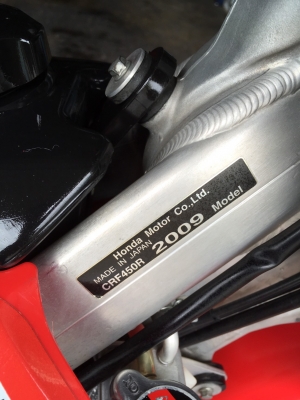 Honda Motor Co.,Ltd.
MADE IN JAPAN
CRF450R
2009 Model